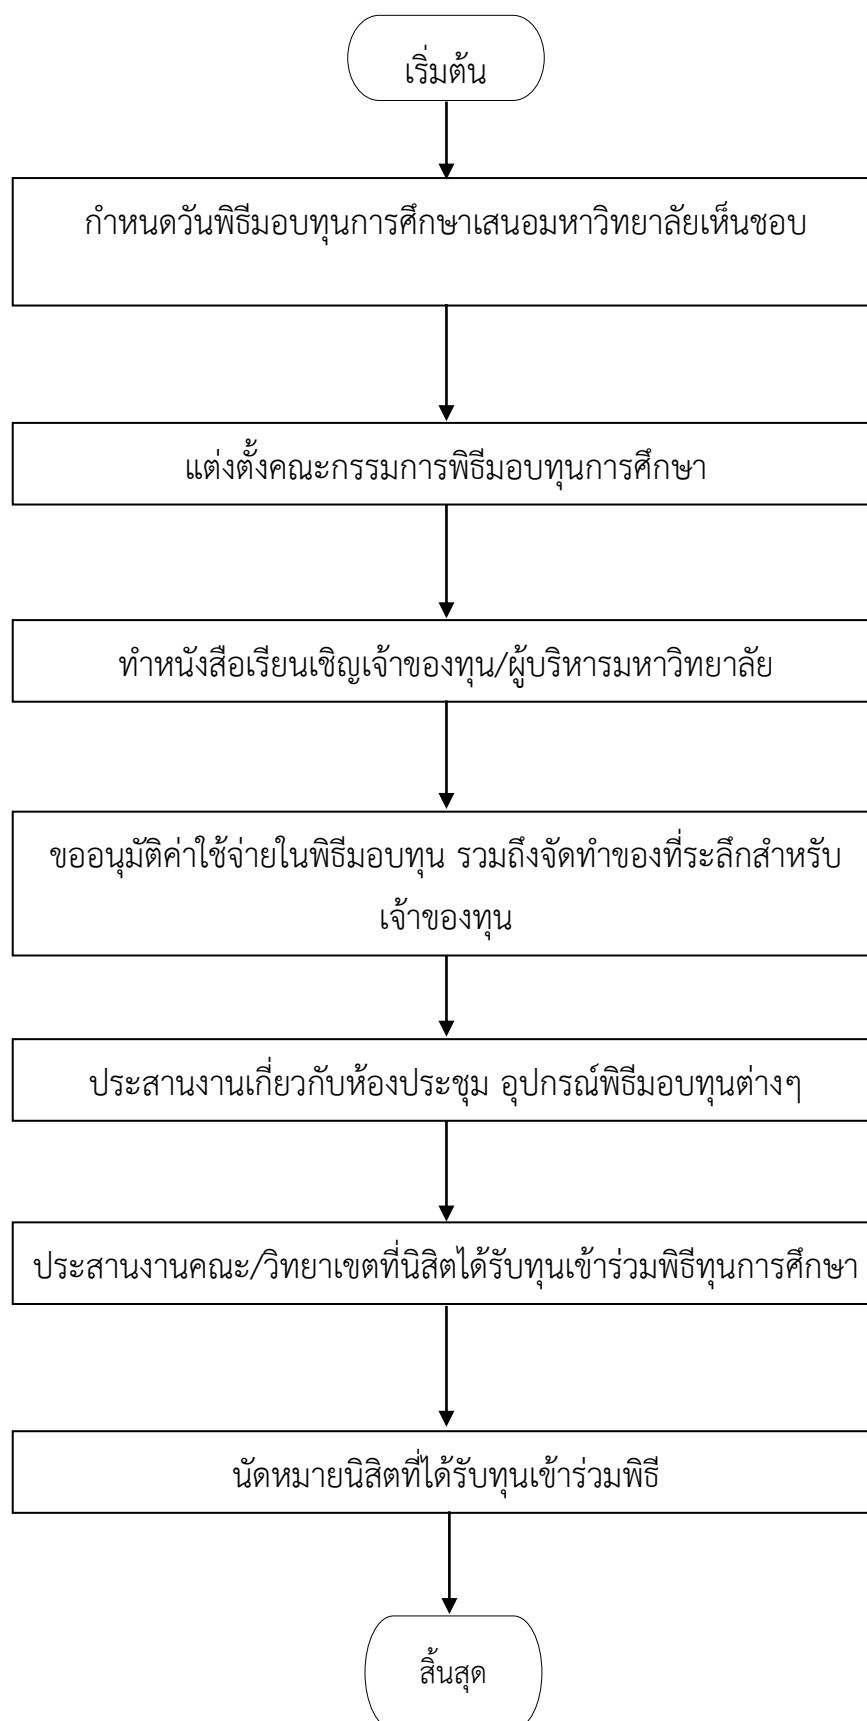 เริ่มต้น
กำหนดวันพิธีมอบทุนการศึกษาเสนอมหาวิทยาลัยเห็นชอบ
แต่งตั้งคณะกรรมการพิธีมอบทุนการศึกษา
ทำหนังสือเรียนเชิญเจ้าของทุน/ผู้บริหารมหาวิทยาลัย
ขออนุมัติค่าใช้จ่ายในพิธีมอบทุน รวมถึงจัดทำของที่ระลึกสำหรับ
เจ้าของทุน
ประสานงานเกี่ยวกับห้องประชุม อุปกรณ์พิธีมอบทุนต่างๆ
ประสานงานคณะ/วิทยาเขตที่นิสิตได้รับทุนเข้าร่วมพิธีทุนการศึกษา
นัดหมายนิสิตที่ได้รับทุนเข้าร่วมพิธี
สิ้นสุด